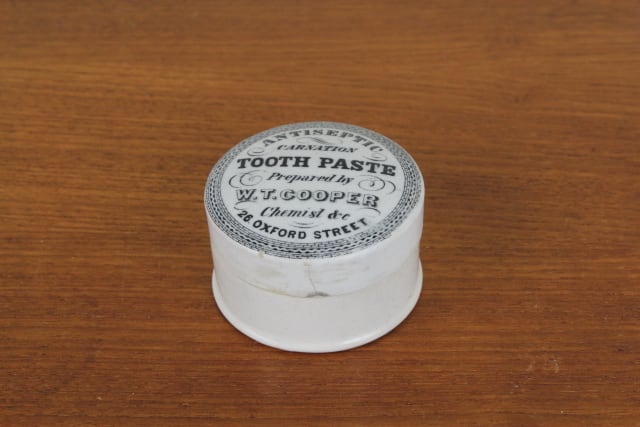 ANTISEPTIC
CARNATION
TOOTH PASTE
Prepared by
W.T. COOPER
Chemist &c
26 OXFORD STREET